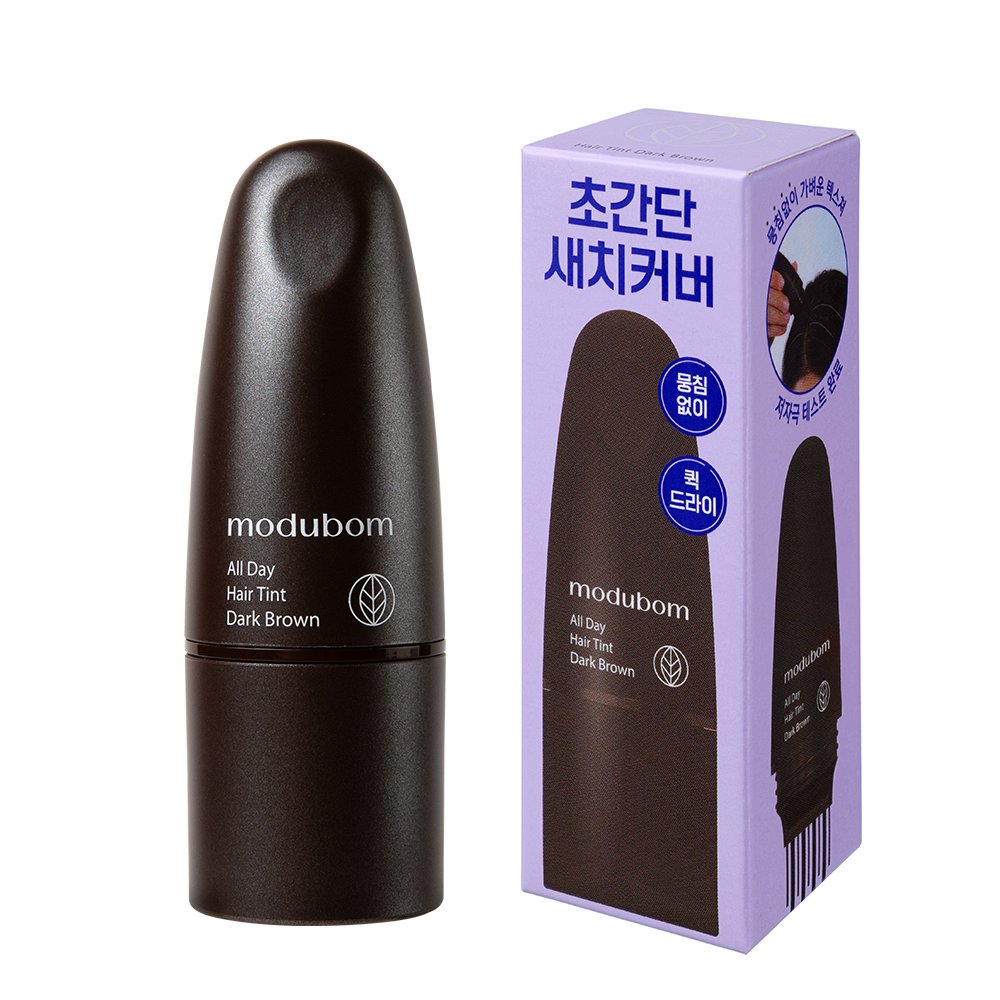 modubom
All Day
Hair Tint
Dark Brown
Hair Tint Dark Brown
초간단
새치커버
뭉침
없이
퀵
드라이
modubom
All Day
Hair Tint
Dark Brown
뭉침없이 가벼운 텍스쳐
저자극 테스트 완료
modubom
All Day
Hair Tint
Dark Brown